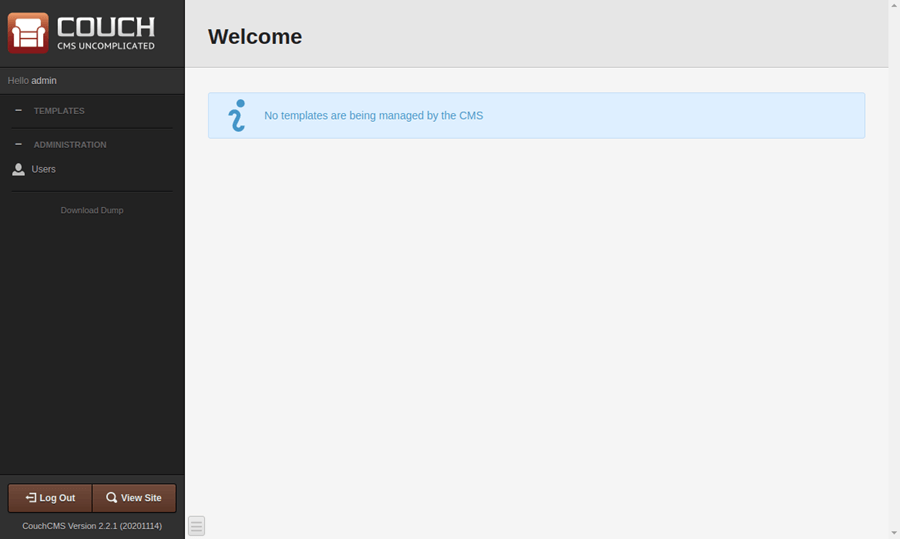 COUCH
CMS UNCOMPLICATED
Hello admin
TEMPLATES
ADMINISTRATION
Users
Download Dump
Log Out
View Site
CouchCMS Version 2.2.1 (20201114)
Welcome
No templates are being managed by the CMS